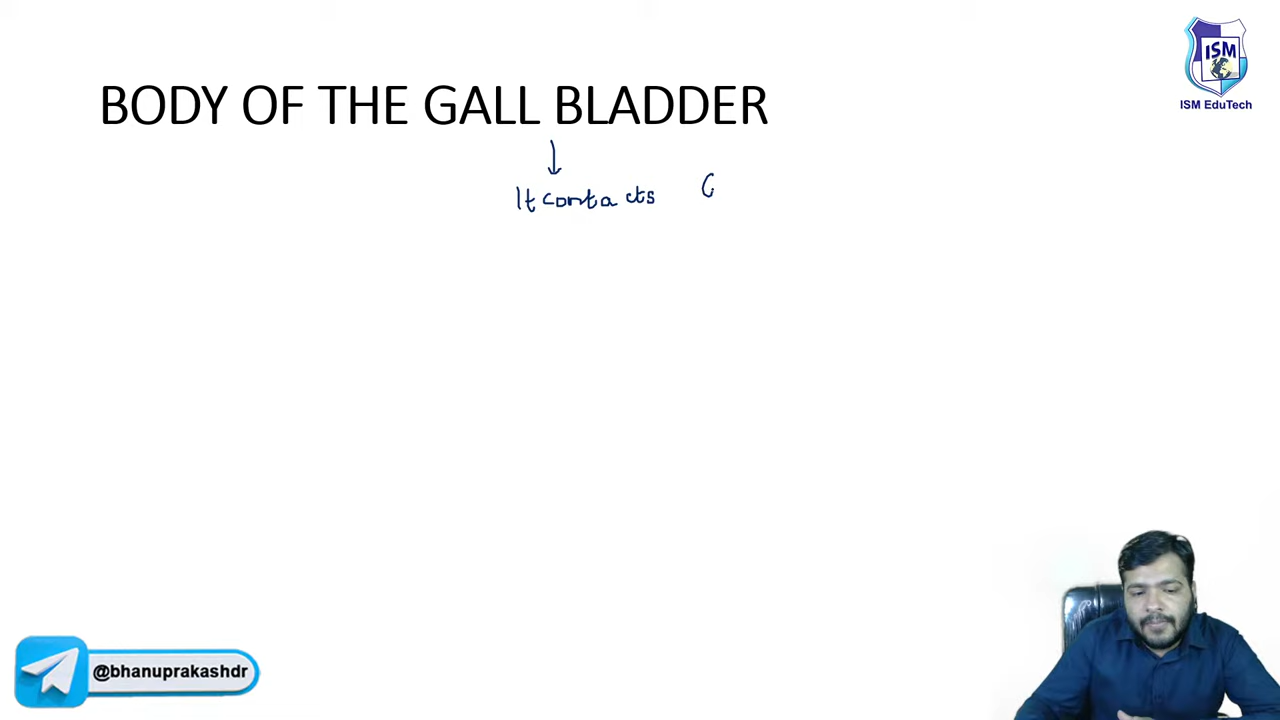 ISM
ISM EduTech
BODY OF THE GALL BLADDER
It contacts
@bhanuprakashdr